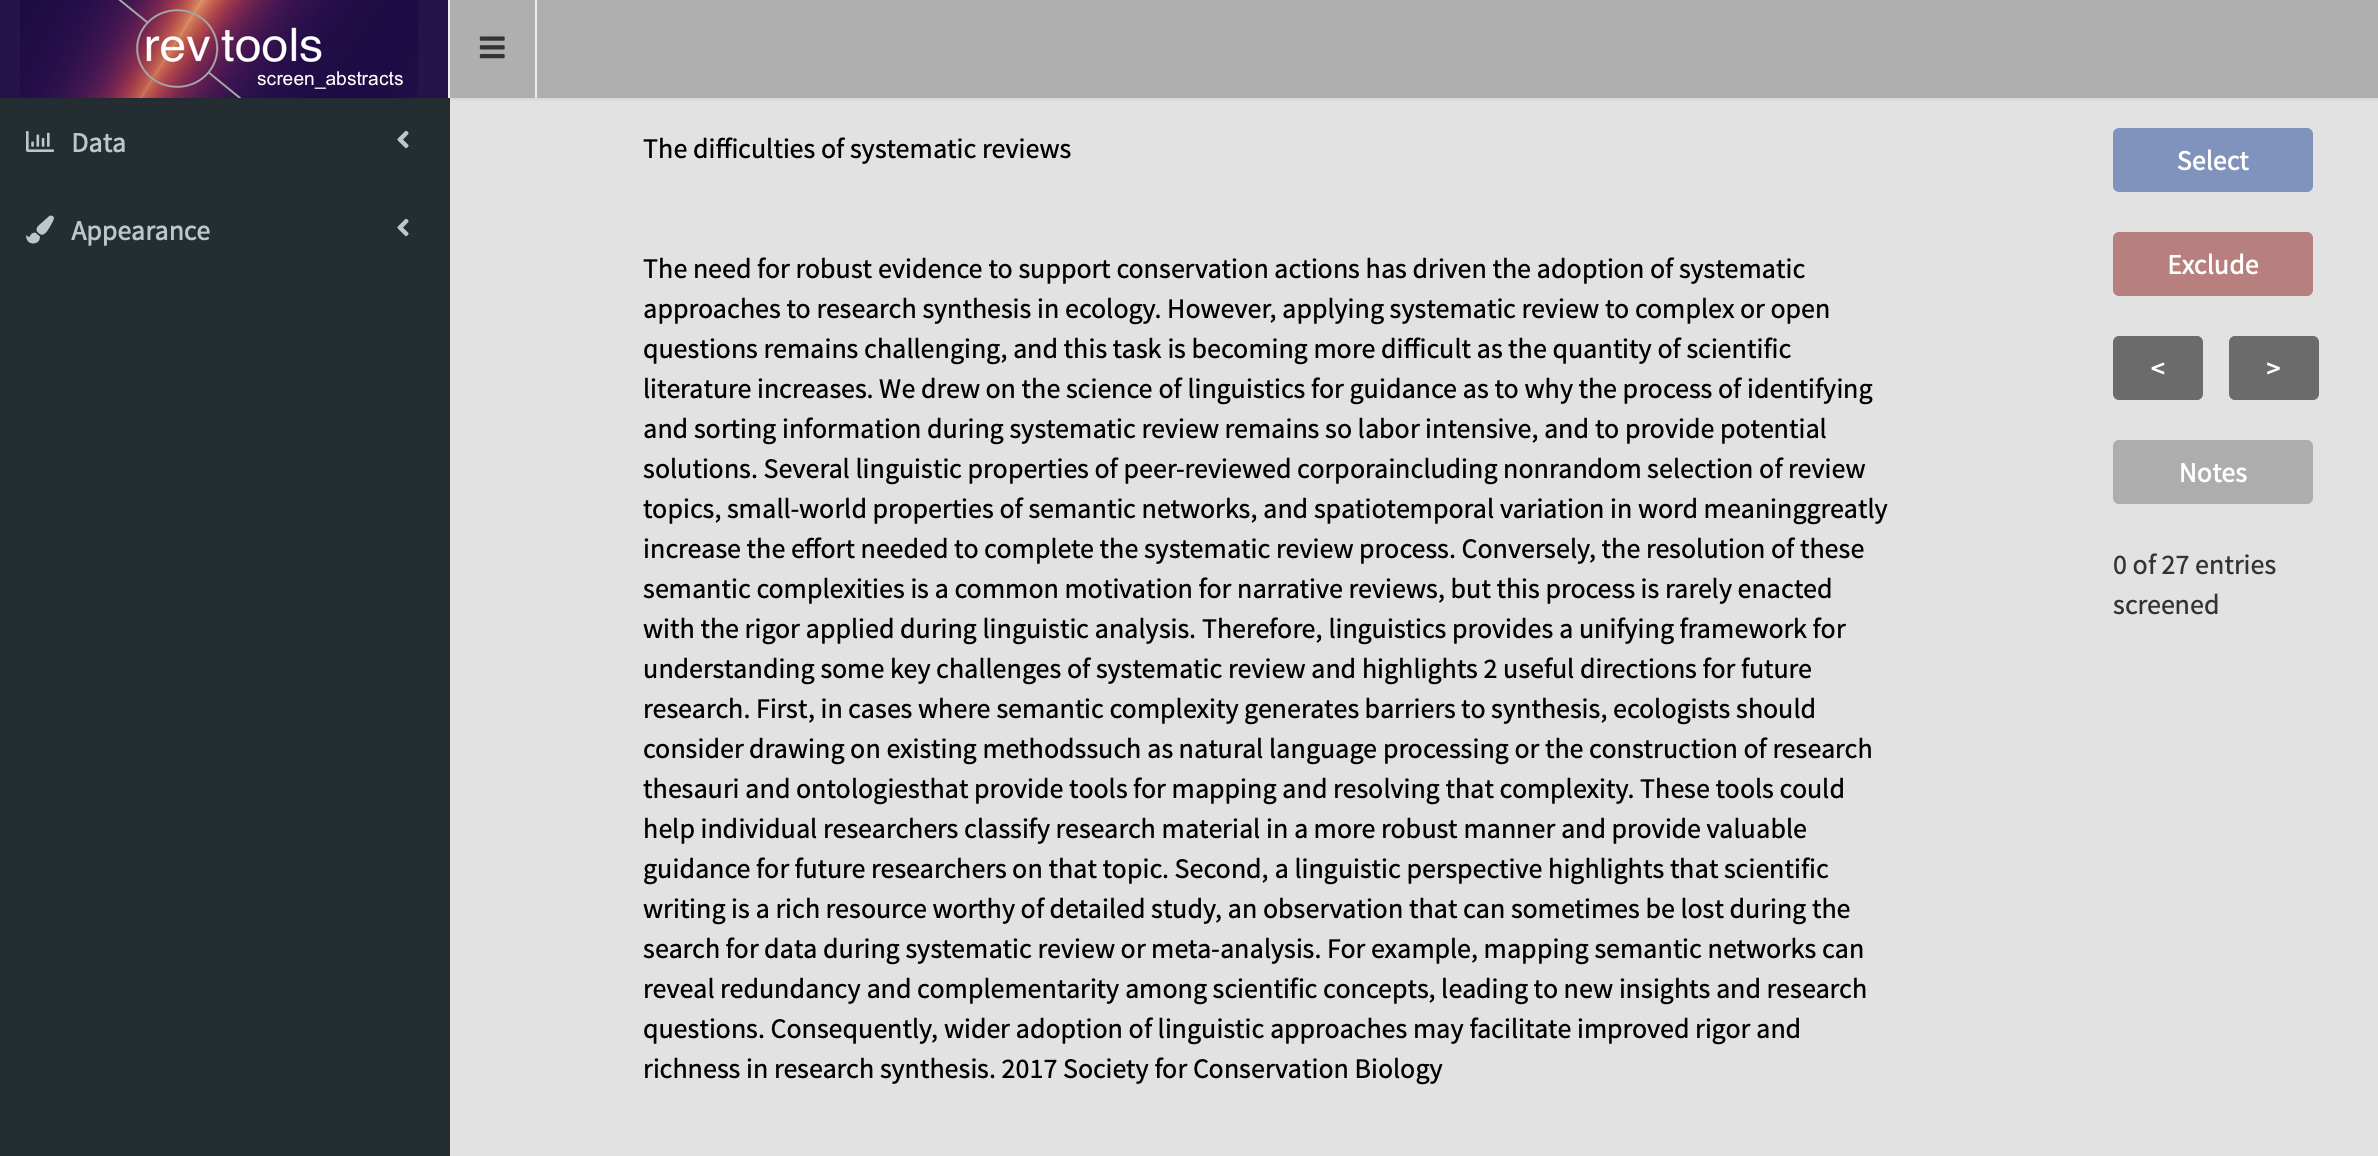 revtools
screen_abstracts
Data
Appearance
The difficulties of systematic reviews
The need for robust evidence to support conservation actions has driven the adoption of systematic
approaches to research synthesis in ecology. However, applying systematic review to complex or open
questions remains challenging, and this task is becoming more difficult as the quantity of scientific
literature increases. We drew on the science of linguistics for guidance as to why the process of identifying
and sorting information during systematic review remains so labor intensive, and to provide potential
solutions. Several linguistic properties of peer-reviewed corporaincluding nonrandom selection of review
topics, small-world properties of semantic networks, and spatiotemporal variation in word meaninggreatly
increase the effort needed to complete the systematic review process. Conversely, the resolution of these
semantic complexities is a common motivation for narrative reviews, but this process is rarely enacted
with the rigor applied during linguistic analysis. Therefore, linguistics provides a unifying framework for
understanding some key challenges of systematic review and highlights 2 useful directions for future
research. First, in cases where semantic complexity generates barriers to synthesis, ecologists should
consider drawing on existing methodssuch as natural language processing or the construction of research
thesauri and ontologiesthat provide tools for mapping and resolving that complexity. These tools could
help individual researchers classify research material in a more robust manner and provide valuable
guidance for future researchers on that topic. Second, a linguistic perspective highlights that scientific
writing is a rich resource worthy of detailed study, an observation that can sometimes be lost during the
search for data during systematic review or meta-analysis. For example, mapping semantic networks can
reveal redundancy and complementarity among scientific concepts, leading to new insights and research
questions. Consequently, wider adoption of linguistic approaches may facilitate improved rigor and
richness in research synthesis. 2017 Society for Conservation Biology
Select
Exclude
< >
Notes
0 of 27 entries
screened